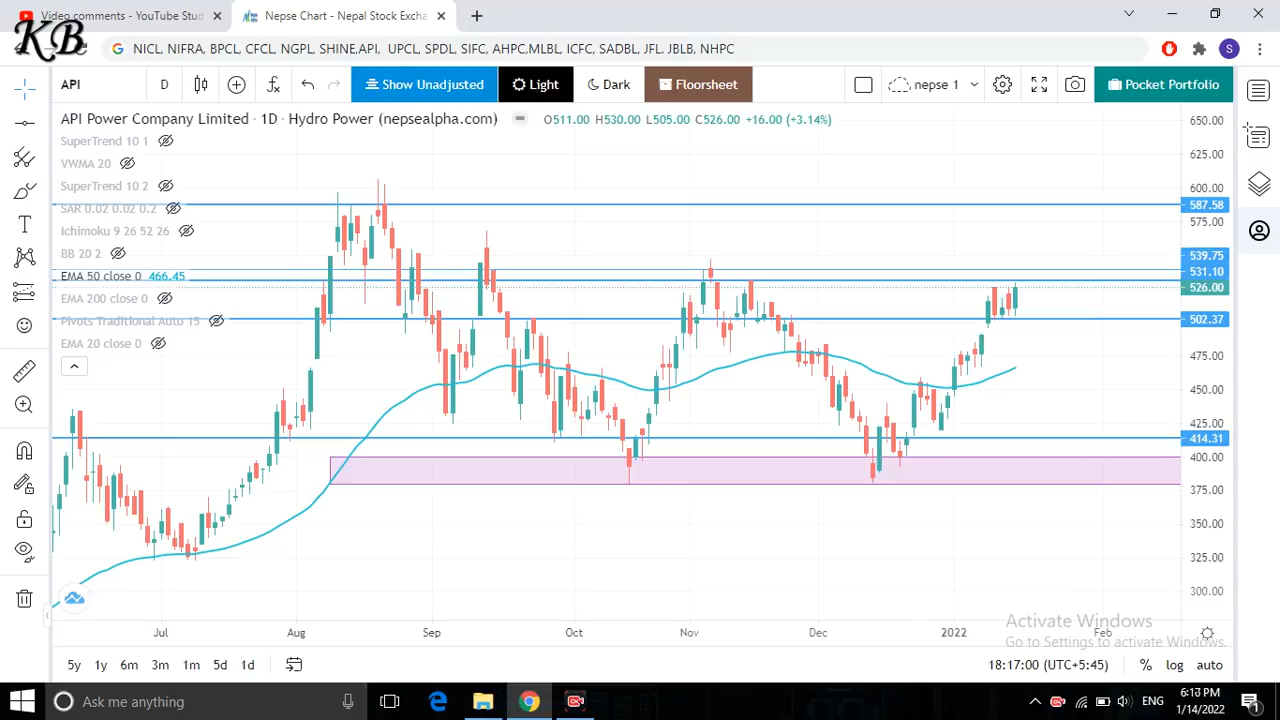 Video comments - YouTube Stud
Nepse Chart - Nepal Stock Excha
KB
NICL, NIFRA, BPCL, CFCL, NGPL, SHINE,API, UPCL, SPDL, SIFC, AHPC,MLBL, ICFC, SADBL, JFL, JBLB, NHPC
S
API
D
Show Unadjusted
Light
Dark
Floorsheet
nepse 1
Pocket Portfolio
API Power Company Limited · 1D · Hydro Power (nepsealpha.com)
O511.00 H530.00 L505.00 C526.00 +16.00 (+3.14%)
SuperTrend 10 1
VWMA 20
SuperTrend 10 2
SAR 0.02 0.02 0.2
Ichimoku 9 26 52 26
BB 20 2
EMA 50 close 0 466.45
EMA 200 close 0
Pivots Traditional Auto 15
EMA 20 close 0
650.00
625.00
600.00
587.58
575.00
539.75
531.10
526.00
502.37
475.00
450.00
425.00
414.31
400.00
375.00
350.00
325.00
300.00
Jul Aug Sep Oct Nov Dec 2022 Feb
Activate Windows
Go to Settings to activate Windows.
5y 1y 6m 3m 1m 5d 1d
18:17:00 (UTC+5:45)
% log auto
Ask me anything
ENG
6:13 PM
1/14/2022
1